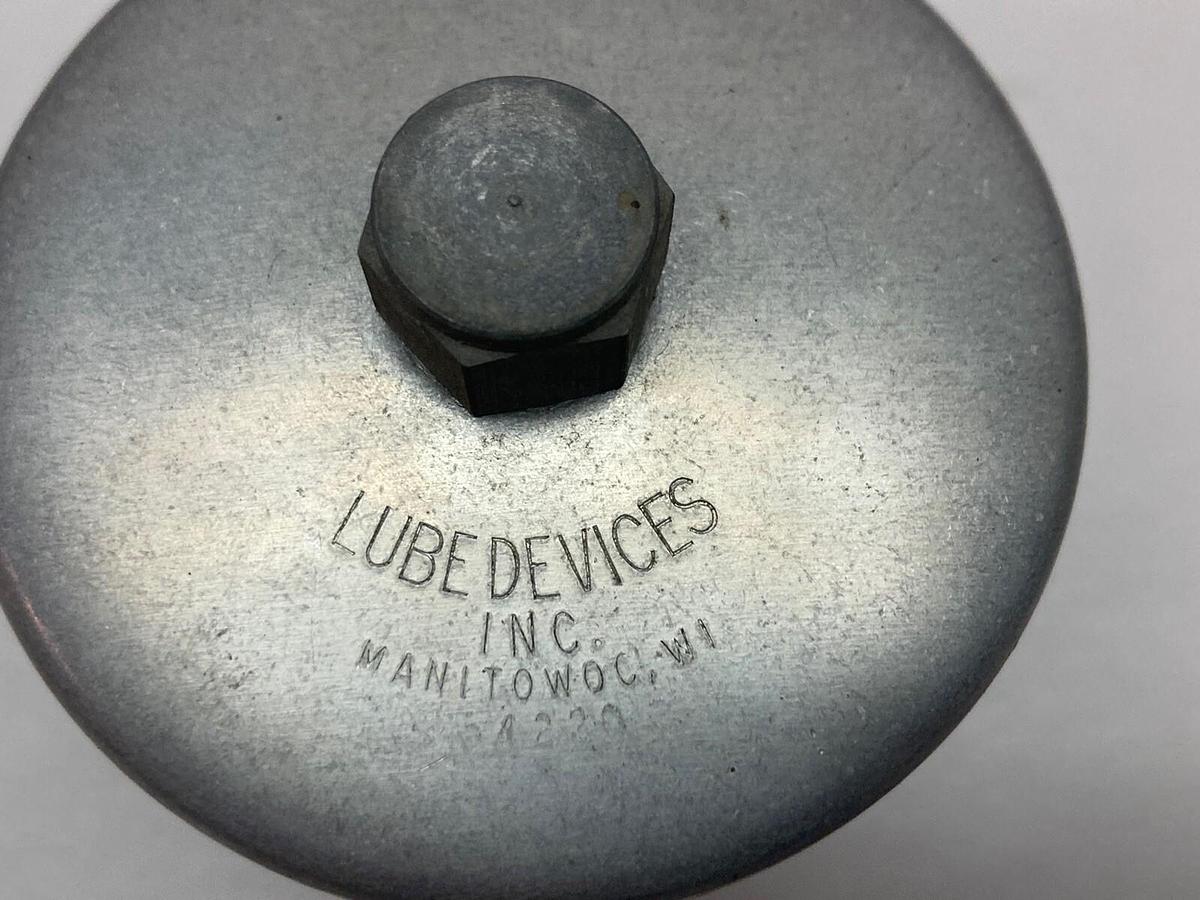 LUBE DEVICES
INC.
MANITOWOC, WI